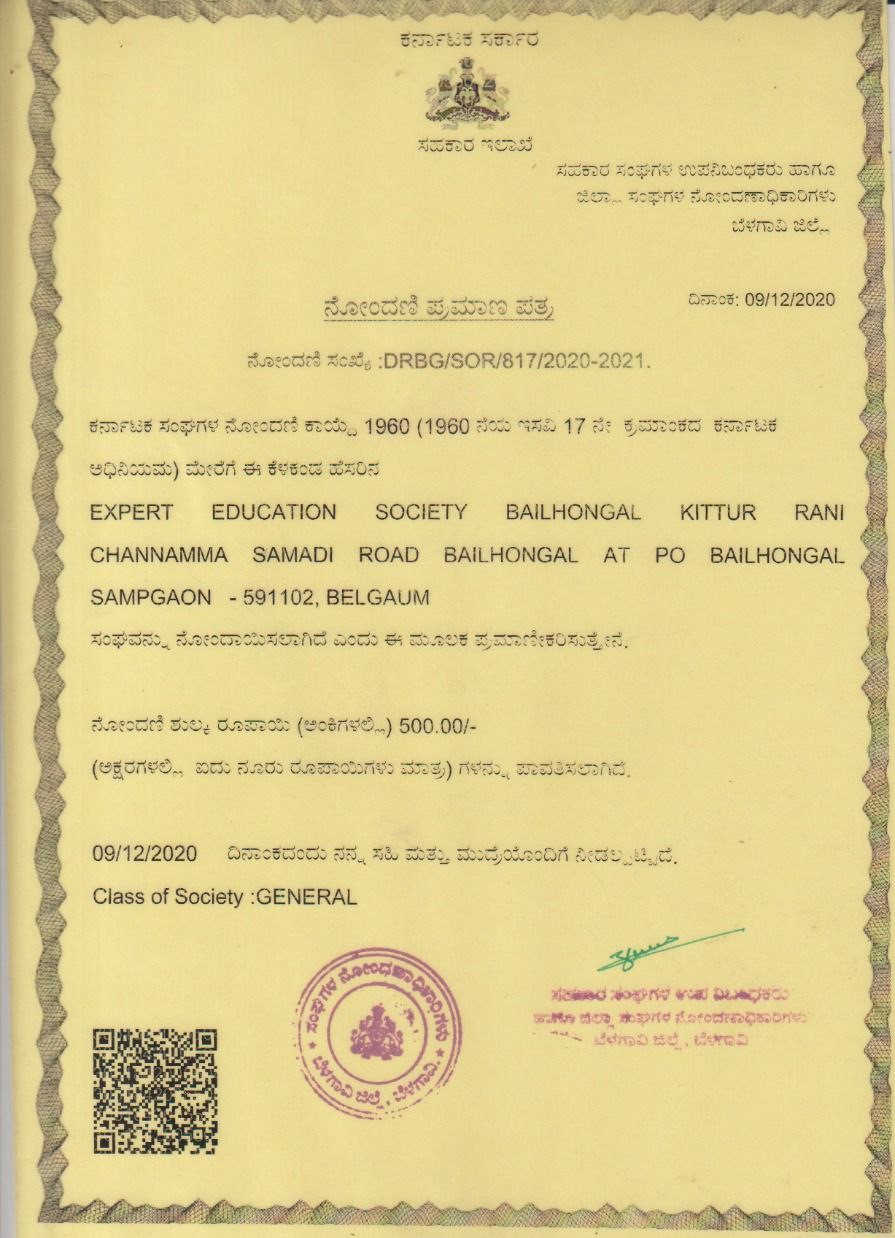 ಕರ್ನಾಟಕ ಸರ್ಕಾರ
ಸಹಕಾರ ಇಲಾಖೆ
ಸಹಕಾರ ಸಂಘಗಳ ಉಪನಿಬಂಧಕರು ಹಾಗೂ
ಜಿಲ್ಲಾ ಸಂಘಗಳ ನೋಂದಣಾಧಿಕಾರಿಗಳು
ಬೆಳಗಾವಿ ಜಿಲ್ಲೆ
ದಿನಾಂಕ: 09/12/2020
ನೋಂದಣಿ ಪ್ರಮಾಣ ಪತ್ರ
ನೋಂದಣಿ ಸಂಖ್ಯೆ :DRBG/SOR/817/2020-2021.
ಕರ್ನಾಟಕ ಸಂಘಗಳ ನೋಂದಣಿ ಕಾಯ್ದೆ 1960 (1960 ನೆಯ ಇಸವಿ 17 ನೇ ಕ್ರಮಾಂಕದ ಕರ್ನಾಟಕ
ಅಧಿನಿಯಮ) ಮೇರೆಗೆ ಈ ಕೆಳಕಂಡ ಹೆಸರಿನ
EXPERT EDUCATION SOCIETY BAILHONGAL KITTUR RANI
CHANNAMMA SAMADI ROAD BAILHONGAL AT PO BAILHONGAL
SAMPGAON - 591102, BELGAUM
ಸಂಘವನ್ನು ನೋಂದಾಯಿಸಲಾಗಿದೆ ಎಂದು ಈ ಮೂಲಕ ಪ್ರಮಾಣೀಕರಿಸುತ್ತೇನೆ.
ನೋಂದಣಿ ಶುಲ್ಕ ರೂಪಾಯಿ (ಅಂಕಿಗಳಲ್ಲಿ) 500.00/-
(ಅಕ್ಷರಗಳಲ್ಲಿ ಐದು ನೂರು ರೂಪಾಯಿಗಳು ಮಾತ್ರ) ಗಳನ್ನು ಪಾವತಿಸಲಾಗಿದೆ.
09/12/2020 ದಿನಾಂಕದಂದು ನನ್ನ ಸಹಿ ಮತ್ತು ಮುದ್ರೆಯೊಂದಿಗೆ ನೀಡಲ್ಪಟ್ಟಿದೆ.
Class of Society :GENERAL
ಸಂಘಗಳ ನೋಂದಣಾಧಿಕಾರಿಗಳು
ಬೆಳಗಾವಿ ಜಿಲ್ಲೆ, ಬೆಳಗಾವಿ.
ಸಹಕಾರ ಸಂಘಗಳ ಉಪ ನಿಬಂಧಕರು
ಹಾಗೂ ಜಿಲ್ಲಾ ಸಂಘಗಳ ನೋಂದಣಾಧಿಕಾರಿಗಳು
ಬೆಳಗಾವಿ ಜಿಲ್ಲೆ, ಬೆಳಗಾವಿ